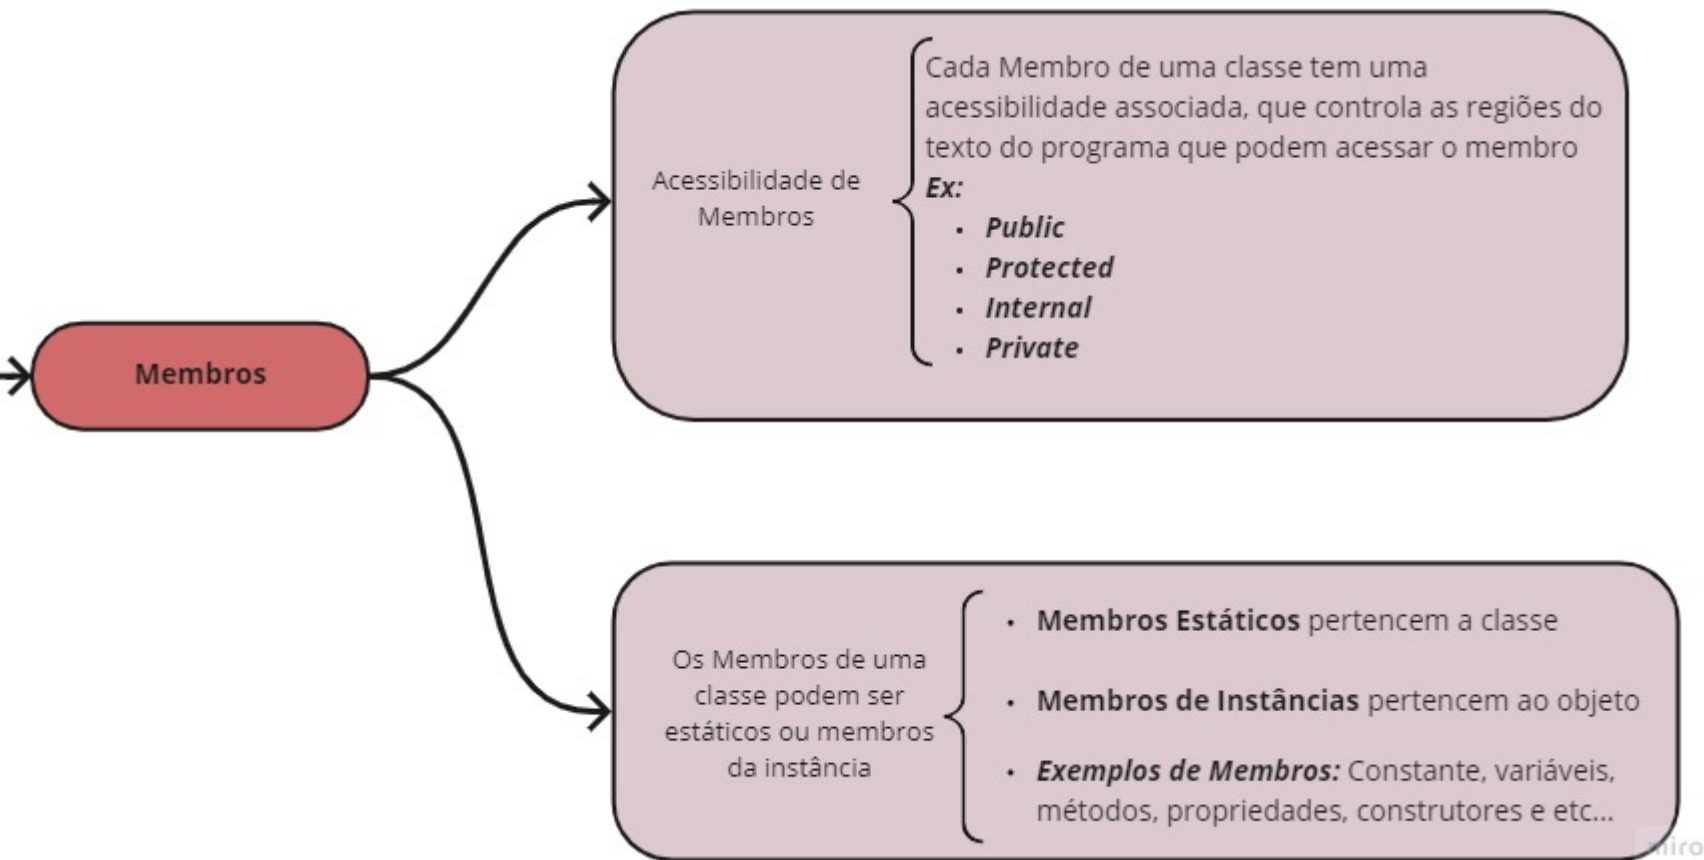 Membros
Acessibilidade de
Membros
Cada Membro de uma classe tem uma
acessibilidade associada, que controla as regiões do
texto do programa que podem acessar o membro
Ex:
• Public
• Protected
• Internal
• Private
Os Membros de uma
classe podem ser
estáticos ou membros
da instância
• Membros Estáticos pertencem a classe
• Membros de Instâncias pertencem ao objeto
• Exemplos de Membros: Constante, variáveis,
métodos, propriedades, construtores e etc...
miro